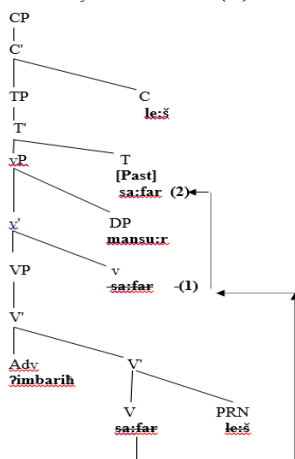 CP
C'
TP C
le:š
T'
vP T
[Past]
sa:far (2)
v' DP
mansu:r
VP v
-sa:far -(1)
V'
Adv V'
?imbariħ
V PRN
sa:far le:š